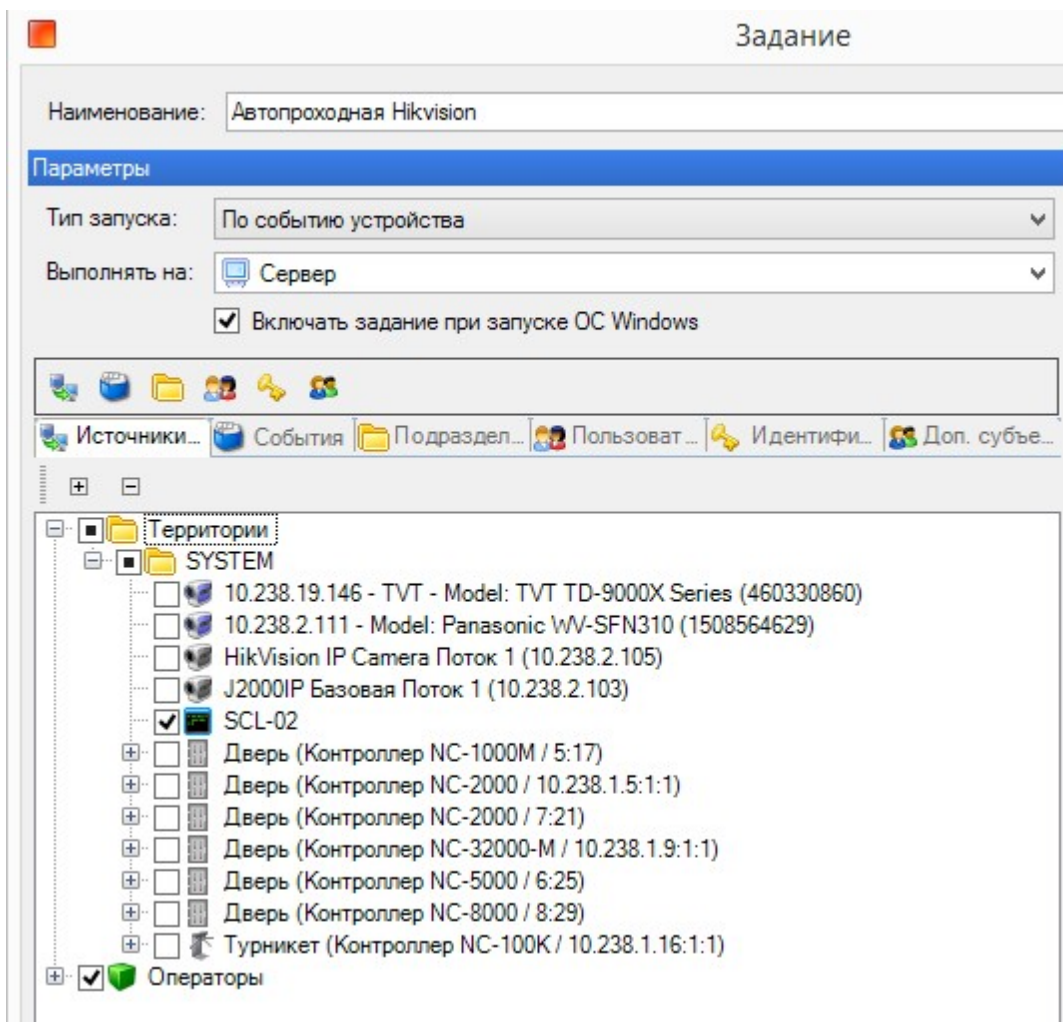 Задание
Наименование: Автопроходная Hikvision
Параметры
Тип запуска: По событию устройства
Выполнять на: Сервер
Включать задание при запуске ОС Windows
Источники... События Подраздел... Пользоват... Идентифи... Доп. субъе...
Территории
SYSTEM
10.238.19.146 - TVT - Model: TVT TD-9000X Series (460330860)
10.238.2.111 - Model: Panasonic WV-SFN310 (1508564629)
HikVision IP Camera Поток 1 (10.238.2.105)
J2000IP Базовая Поток 1 (10.238.2.103)
SCL-02
Дверь (Контроллер NC-1000M / 5:17)
Дверь (Контроллер NC-2000 / 10.238.1.5:1:1)
Дверь (Контроллер NC-2000 / 7:21)
Дверь (Контроллер NC-32000-M / 10.238.1.9:1:1)
Дверь (Контроллер NC-5000 / 6:25)
Дверь (Контроллер NC-8000 / 8:29)
Турникет (Контроллер NC-100K / 10.238.1.16:1:1)
Операторы